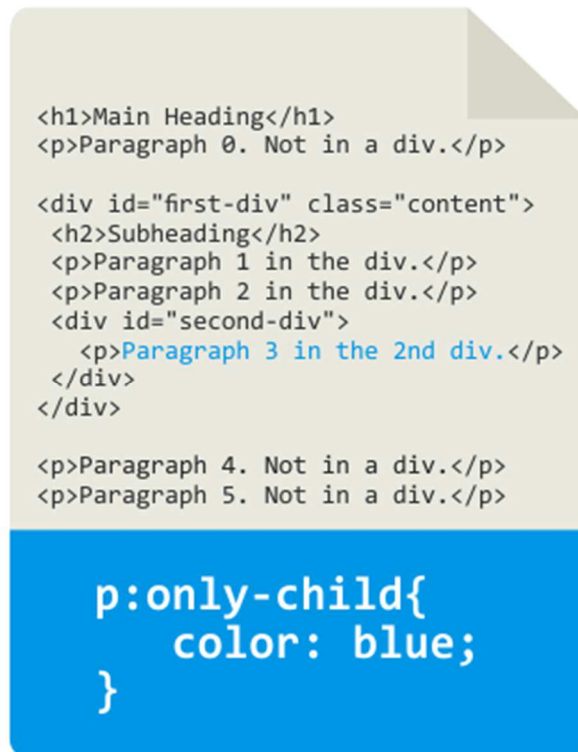 <h1>Main Heading</h1>
<p>Paragraph 0. Not in a div.</p>
<div id="first-div" class="content">
<h2>Subheading</h2>
<p>Paragraph 1 in the div.</p>
<p>Paragraph 2 in the div.</p>
<div id="second-div">
<p>Paragraph 3 in the 2nd div.</p>
</div>
</div>
<p>Paragraph 4. Not in a div.</p>
<p>Paragraph 5. Not in a div.</p>
p:only-child{
color: blue;
}